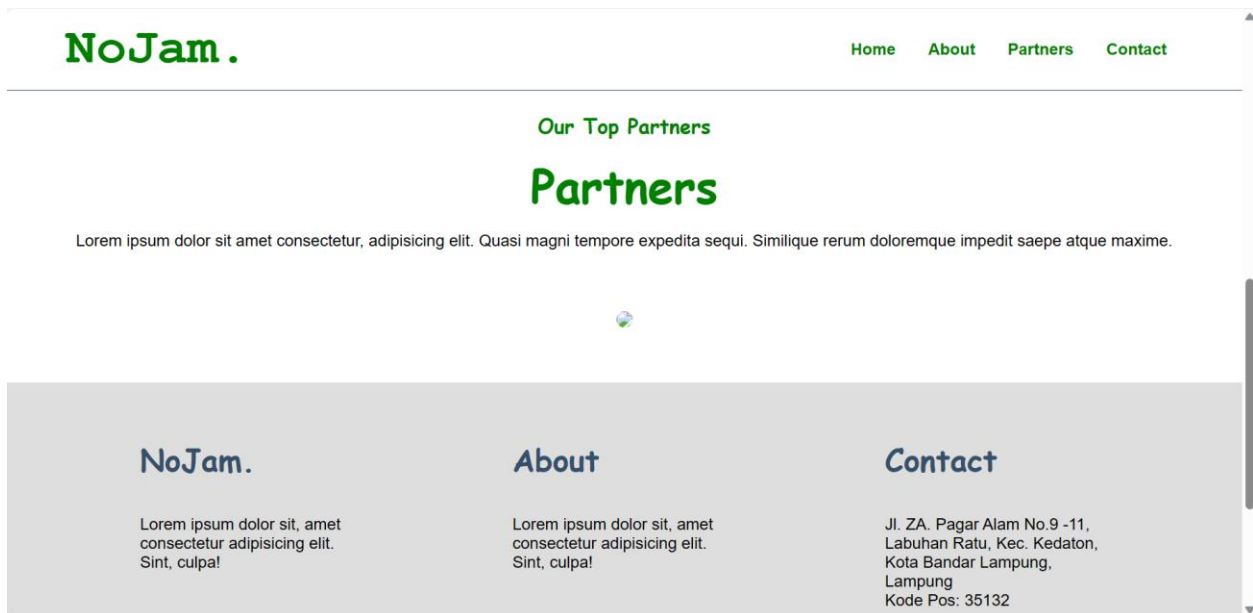 NoJam.
Home About Partners Contact
Our Top Partners
Partners
Lorem ipsum dolor sit amet consectetur, adipisicing elit. Quasi magni tempore expedita sequi. Similique rerum doloremque impedit saepe atque maxime.
NoJam.
Lorem ipsum dolor sit, amet
consectetur adipisicing elit.
Sint, culpa!
About
Lorem ipsum dolor sit, amet
consectetur adipisicing elit.
Sint, culpa!
Contact
Jl. ZA. Pagar Alam No.9 -11,
Labuhan Ratu, Kec. Kedaton,
Kota Bandar Lampung,
Lampung
Kode Pos: 35132